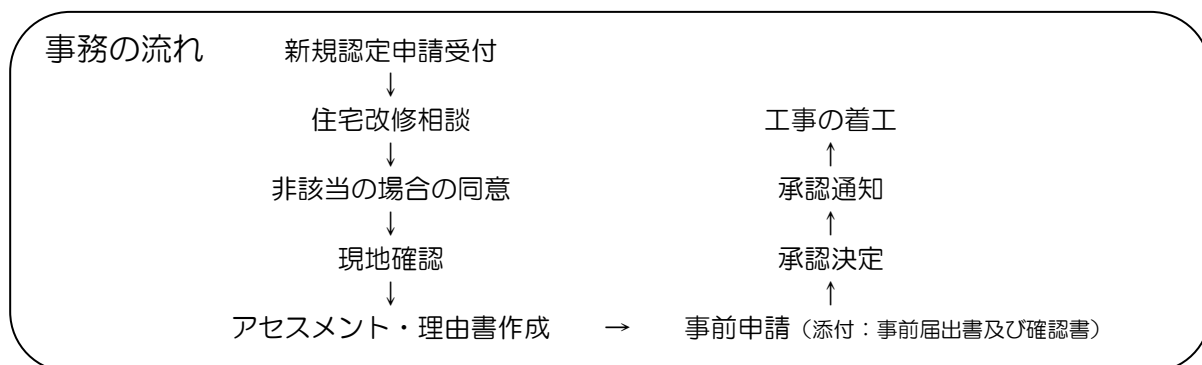 事務の流れ
新規認定申請受付
↓
住宅改修相談
↓
非該当の場合の同意
↓
現地確認
↓
アセスメント・理由書作成 → 事前申請（添付：事前届出書及び確認書）
↑
承認決定
↑
承認通知
↑
工事の着工